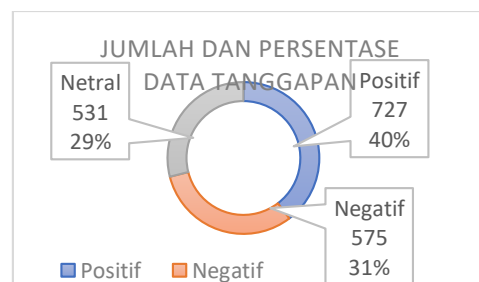 JUMLAH DAN PERSENTASE
DATA TANGGAPAN
Netral
531
29%
Positif
727
40%
Negatif
575
31%
Positif
Negatif